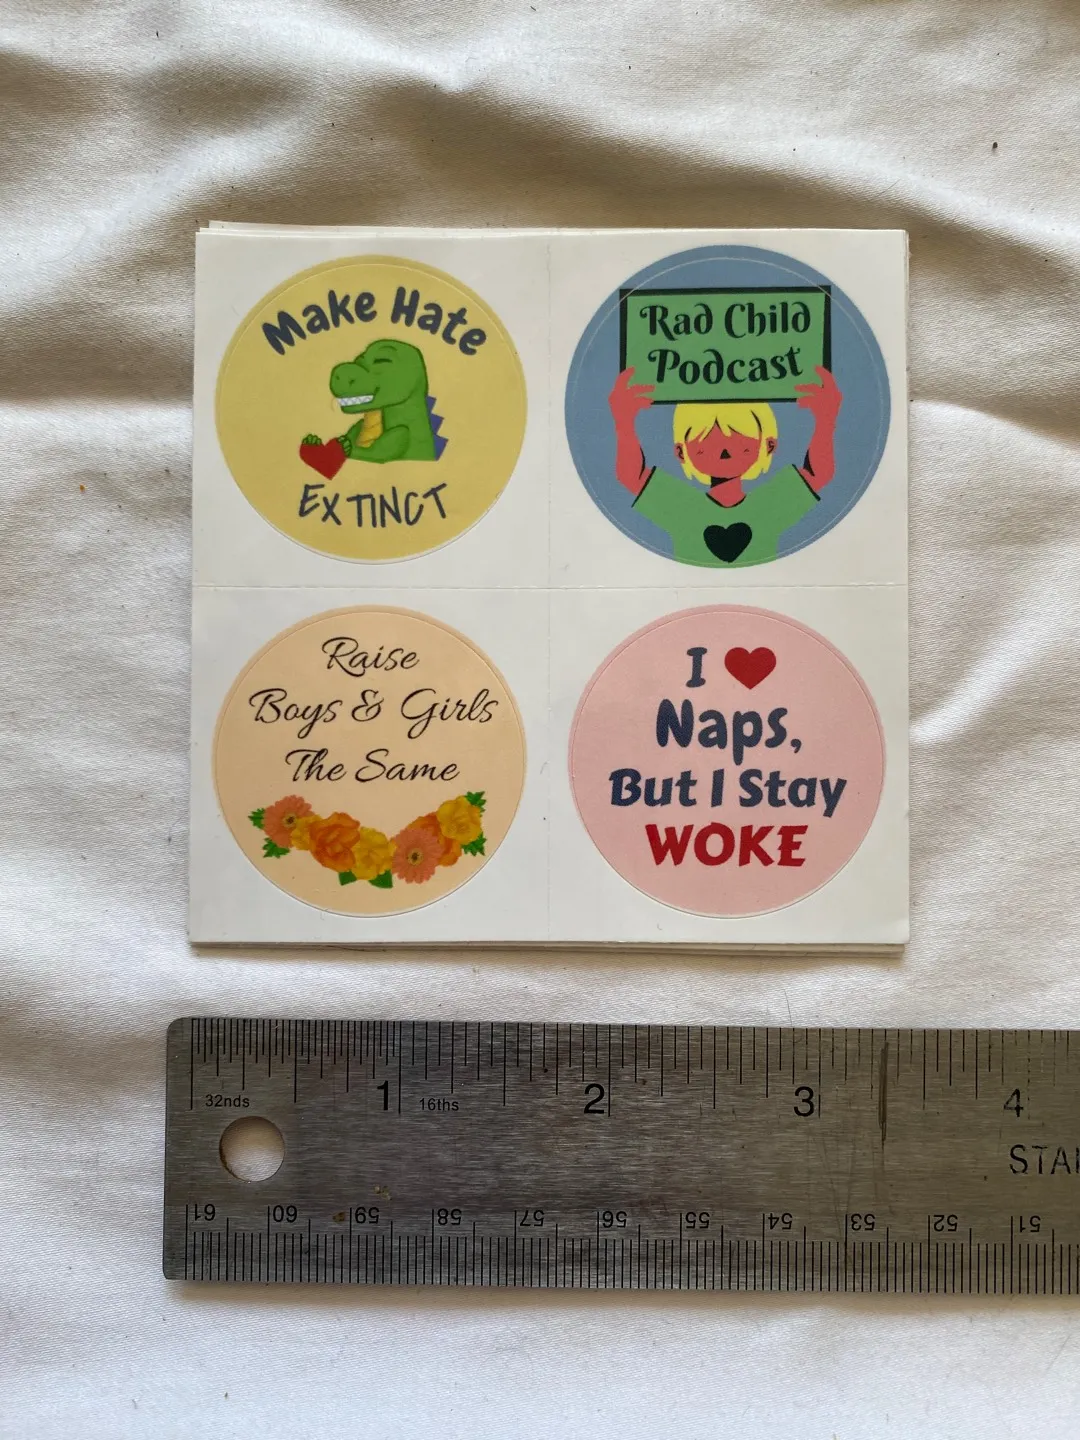 Make Hate
EXTINCT
Rad Child
Podcast
Raise
Boys & Girls
The Same
I ♥
Naps,
But I Stay
WOKE
1 2 3 4
32nds 16ths
STA
61 60 59 58 57 56 55 54 53 52 51